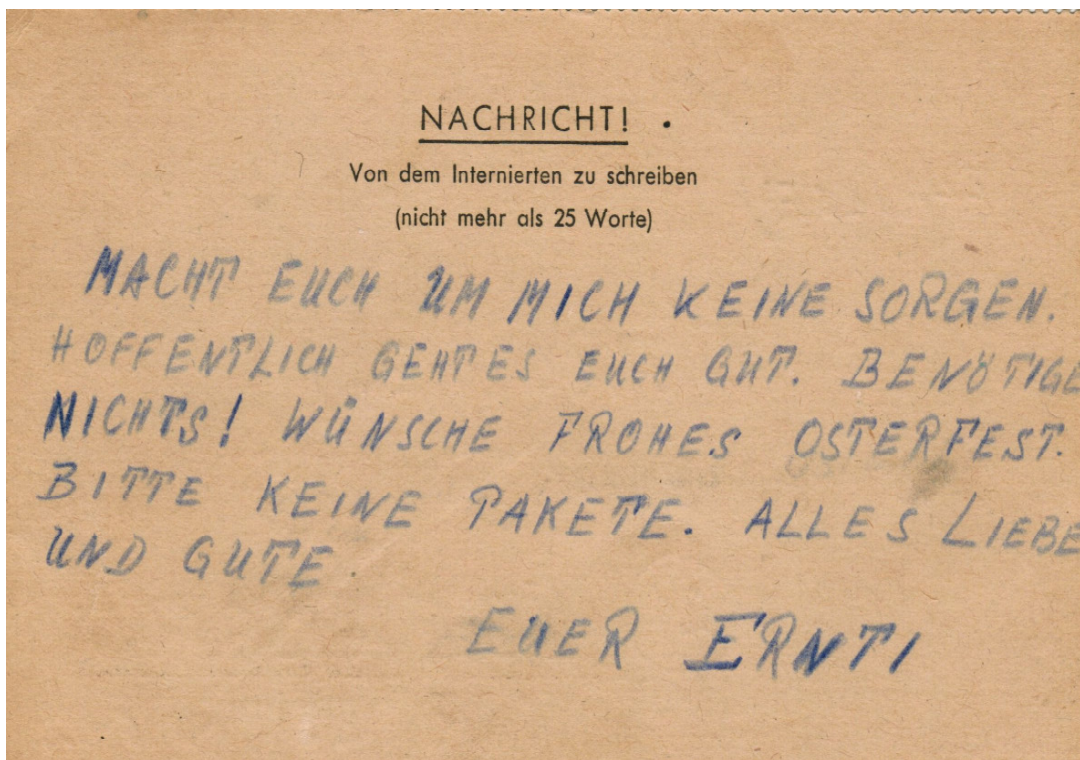 NACHRICHT!
Von dem Internierten zu schreiben
(nicht mehr als 25 Worte)
MACHT EUCH UM MICH KEINE SORGEN.
HOFFENTLICH GEHT ES EUCH GUT. BENÖTIGE
NICHTS! WÜNSCHE FROHES OSTERFEST.
BITTE KEINE PAKETE. ALLES LIEBE
UND GUTE.
EUER ERNTI